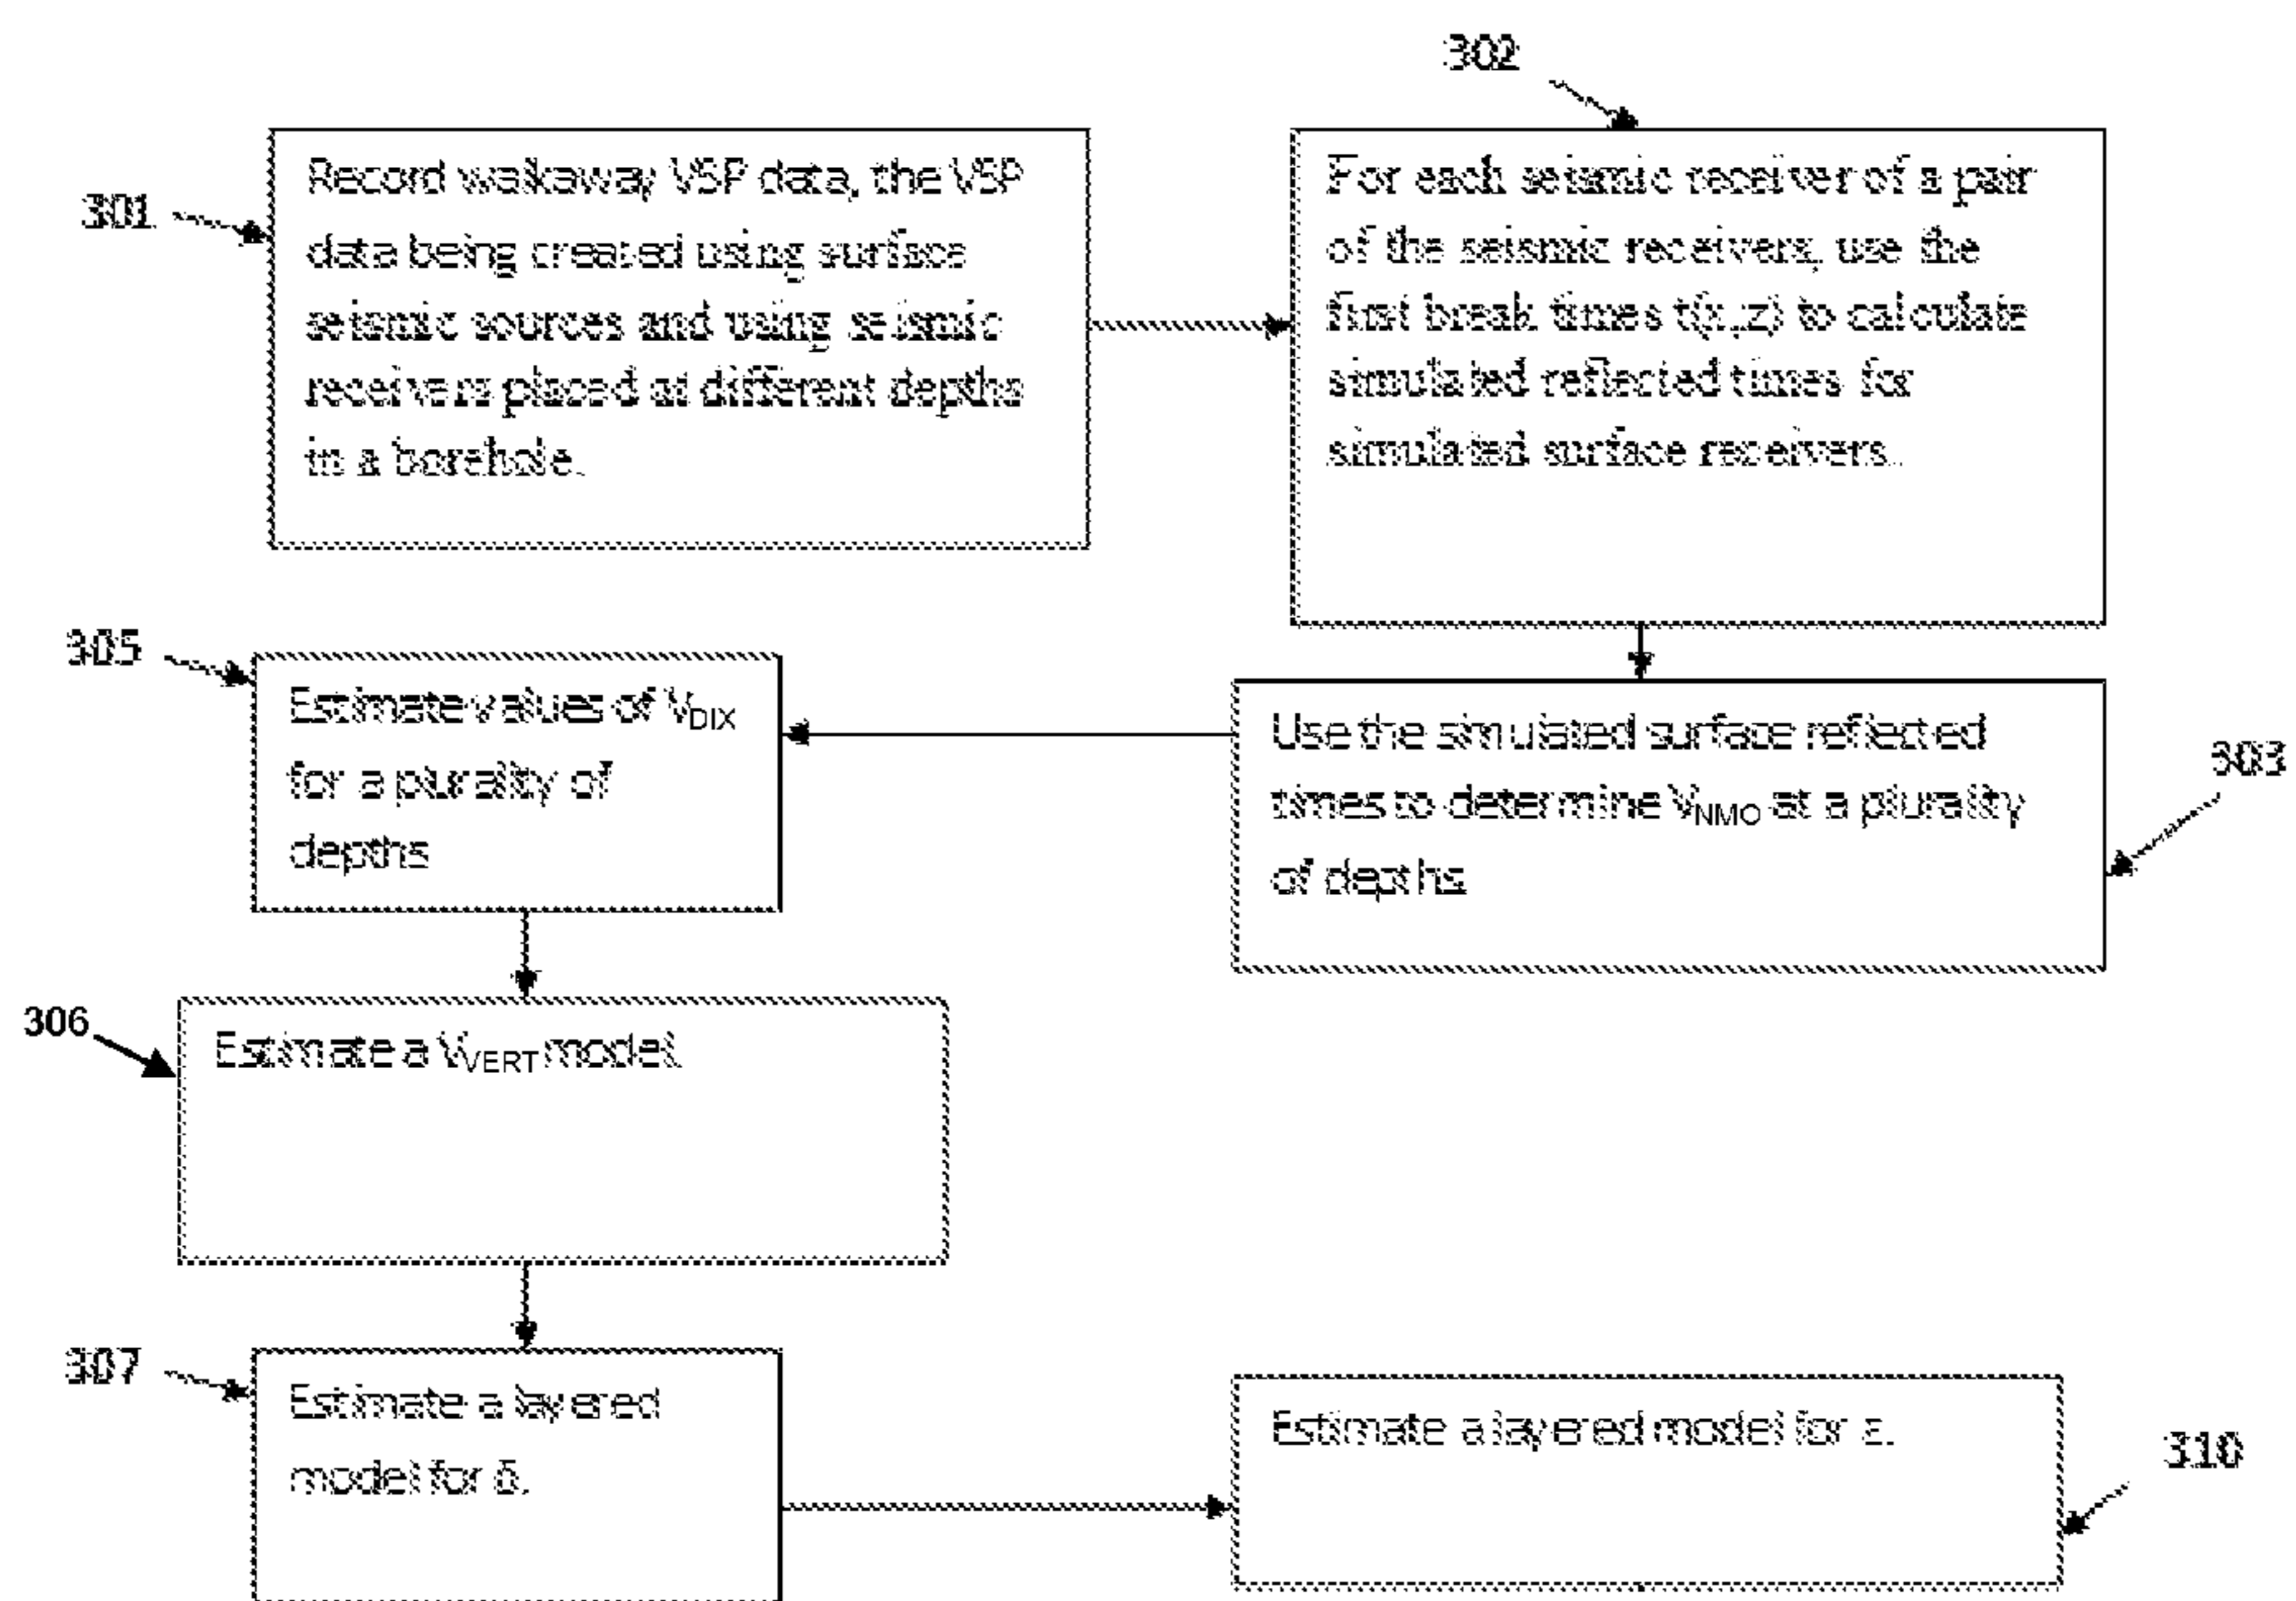 302
301
Record walkaway VSP data, the VSP
data being created using surface
seismic sources and using seismic
receivers placed at different depths
in a borehole.
For each seismic receiver of a pair
of the seismic receivers, use the
first break times t(x,z) to calculate
simulated reflected times for
simulated surface receivers.
305
Estimate values of VDIX
for a plurality of
depths
Use the simulated surface reflected
times to determine VNMO at a plurality
of depths
303
306
Estimate a VVERT model.
307
Estimate a layered
model for δ.
Estimate a layered model for ε.
310